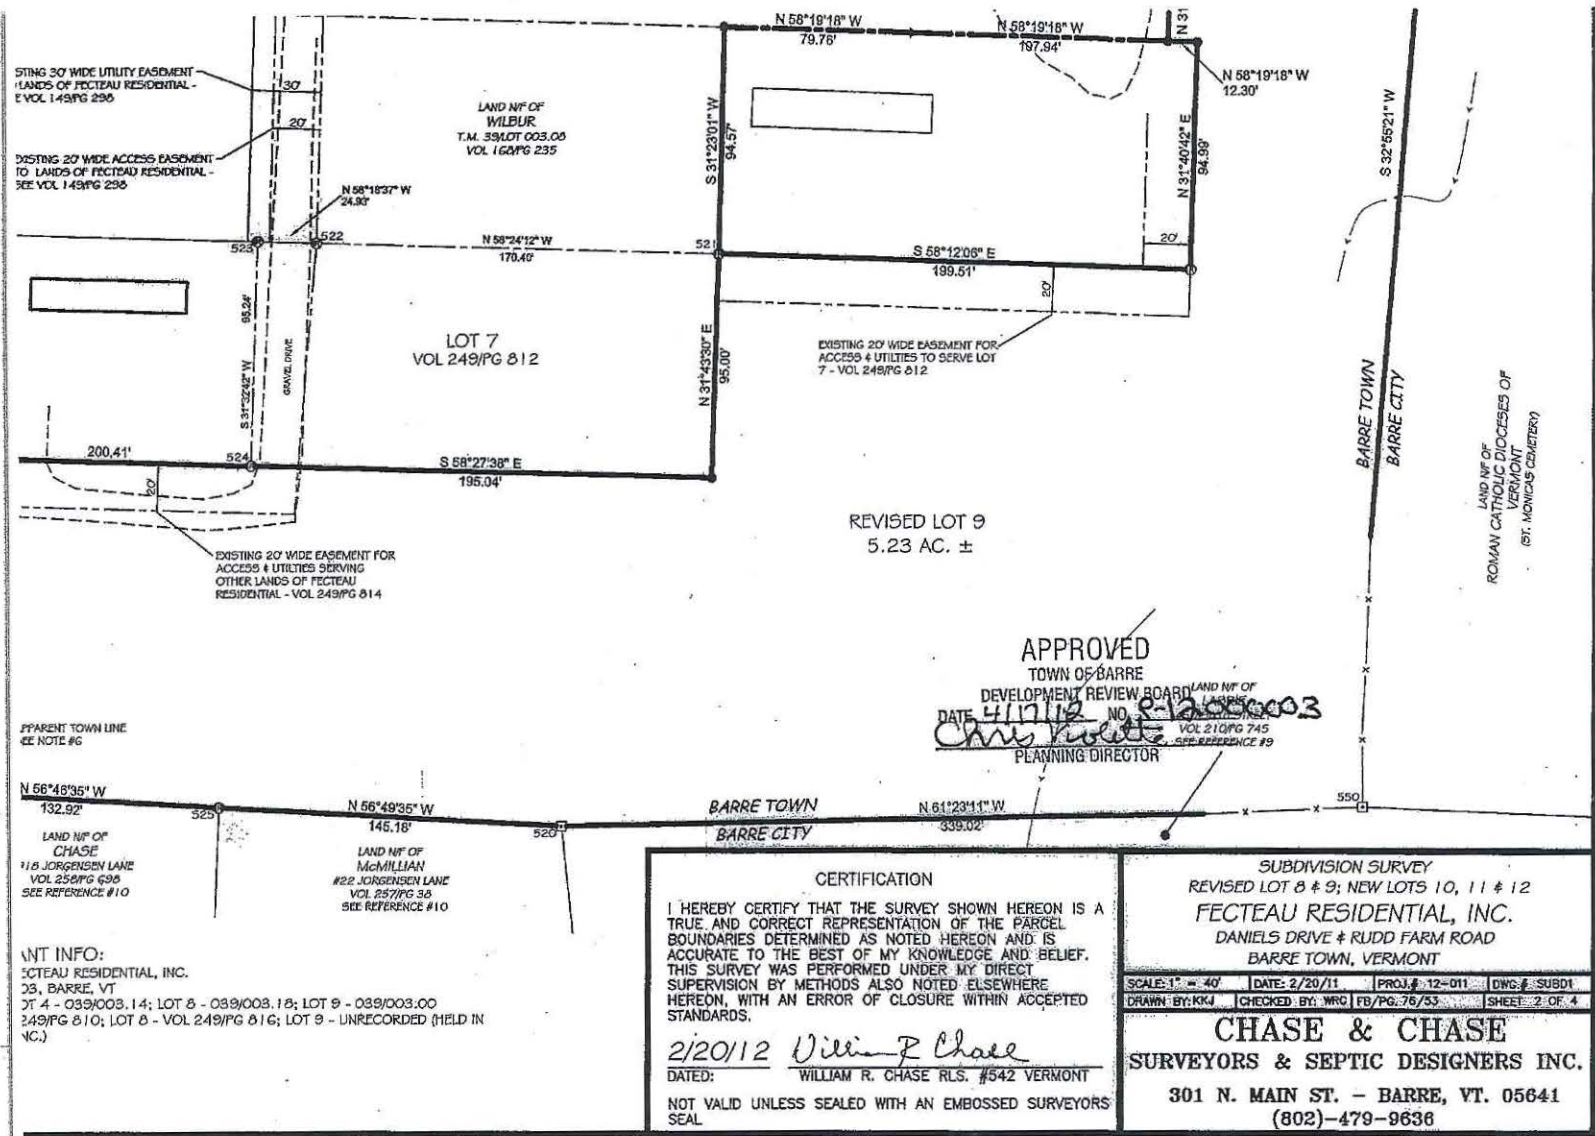 N 58°19'18" W
79.76'
N 58°19'18" W
197.94'
N 31
N 58°19'18" W
12.30'
STING 30' WIDE UTILITY EASEMENT
LANDS OF FECTEAU RESIDENTIAL -
E VOL 149/PG 298
30'
20'
EXISTING 20' WIDE ACCESS EASEMENT
TO LANDS OF FECTEAU RESIDENTIAL -
SEE VOL 149/PG 298
LAND N/F OF
WILBUR
T.M. 39/LOT 003.08
VOL 168/PG 235
S 31°23'01" W
94.57'
N 31°40'42" E
94.99'
S 32°55'21" W
N 58°18'37" W
24.93'
523
522
N 58°24'12" W
170.40'
521
S 58°12'06" E
199.51'
20'
20'
95.24'
S 31°32'42" W
GRAVEL DRIVE
LOT 7
VOL 249/PG 812
N 31°43'30" E
95.00'
EXISTING 20' WIDE EASEMENT FOR
ACCESS & UTILITIES TO SERVE LOT
7 - VOL 249/PG 812
BARRE TOWN
BARRE CITY
LAND N/F OF
ROMAN CATHOLIC DIOCESES OF
VERMONT
(ST. MONICAS CEMETERY)
200.41'
524
S 58°27'38" E
195.04'
20'
REVISED LOT 9
5.23 AC. ±
EXISTING 20' WIDE EASEMENT FOR
ACCESS & UTILITIES SERVING
OTHER LANDS OF FECTEAU
RESIDENTIAL - VOL 249/PG 814
APPROVED
TOWN OF BARRE
DEVELOPMENT REVIEW BOARD
DATE 4/17/12 NO P-12000003
Chris Violette
PLANNING DIRECTOR
LAND N/F OF
VOL 210/PG 745
SEE REFERENCE #9
PPARENT TOWN LINE
EE NOTE #6
N 56°46'35" W
132.92'
525
N 56°49'35" W
145.18'
520
BARRE TOWN
BARRE CITY
N 61°23'11" W
339.02'
550
LAND N/F OF
CHASE
#18 JORGENSEN LANE
VOL 258/PG 698
SEE REFERENCE #10
LAND N/F OF
McMILLIAN
#22 JORGENSEN LANE
VOL 257/PG 38
SEE REFERENCE #10
ANT INFO:
ECTEAU RESIDENTIAL, INC.
03, BARRE, VT
OT 4 - 039/003.14; LOT 8 - 039/003.18; LOT 9 - 039/003.00
249/PG 810; LOT 8 - VOL 249/PG 816; LOT 9 - UNRECORDED (HELD IN
NC.)
CERTIFICATION
I HEREBY CERTIFY THAT THE SURVEY SHOWN HEREON IS A
TRUE AND CORRECT REPRESENTATION OF THE PARCEL
BOUNDARIES DETERMINED AS NOTED HEREON AND IS
ACCURATE TO THE BEST OF MY KNOWLEDGE AND BELIEF.
THIS SURVEY WAS PERFORMED UNDER MY DIRECT
SUPERVISION BY METHODS ALSO NOTED ELSEWHERE
HEREON, WITH AN ERROR OF CLOSURE WITHIN ACCEPTED
STANDARDS.
2/20/12 William R Chase
DATED: WILLIAM R. CHASE RLS. #542 VERMONT
NOT VALID UNLESS SEALED WITH AN EMBOSSED SURVEYORS
SEAL
SUBDIVISION SURVEY
REVISED LOT 8 & 9; NEW LOTS 10, 11 & 12
FECTEAU RESIDENTIAL, INC.
DANIELS DRIVE & RUDD FARM ROAD
BARRE TOWN, VERMONT
SCALE: 1" = 40' DATE: 2/20/11 PROJ.# 12-011 DWG.# SUBD1
DRAWN BY: KKJ CHECKED BY: WRC FB/PG. 76/53 SHEET 2 OF 4
CHASE & CHASE
SURVEYORS & SEPTIC DESIGNERS INC.
301 N. MAIN ST. - BARRE, VT. 05641
(802)-479-9636